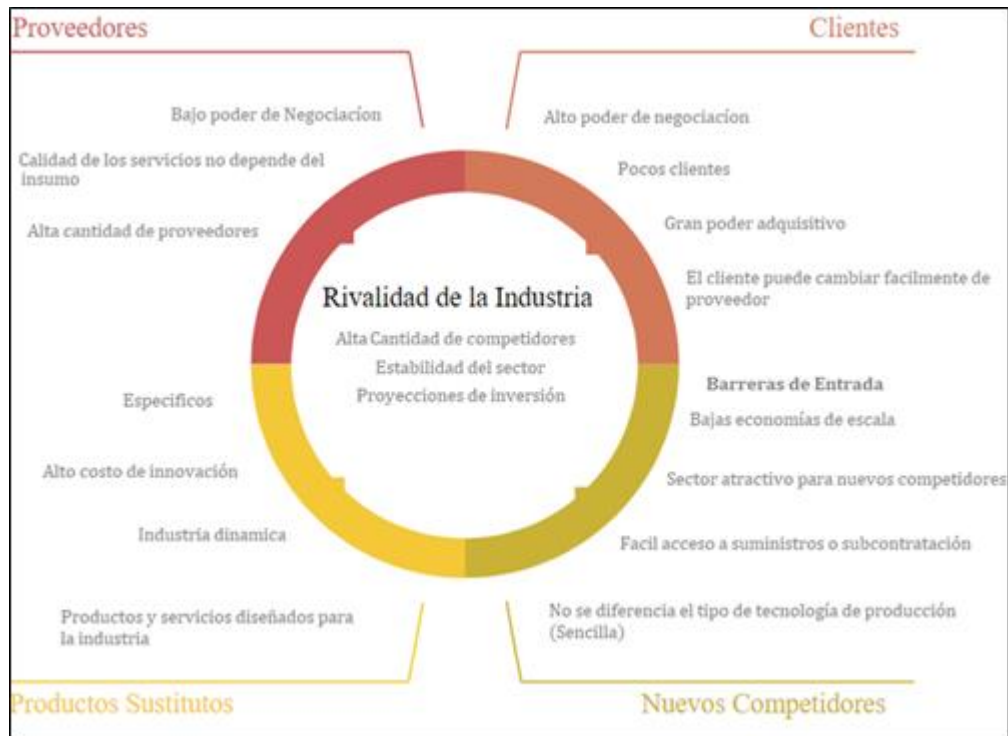 Proveedores
Clientes
Bajo poder de Negociacíon
Calidad de los servicios no depende del
insumo
Alta cantidad de proveedores
Alto poder de negociacíon
Pocos clientes
Gran poder adquisitivo
El cliente puede cambiar facilmente de
proveedor
Rivalidad de la Industria
Alta Cantidad de competidores
Estabilidad del sector
Proyecciones de inversión
Especificos
Alto costo de innovación
Industria dinamica
Productos y servicios diseñados para
la industria
Barreras de Entrada
Bajas economías de escala
Sector atractivo para nuevos competidores
Facil acceso a suministros o subcontratación
No se diferencia el tipo de tecnología de producción
(Sencilla)
Productos Sustitutos
Nuevos Competidores